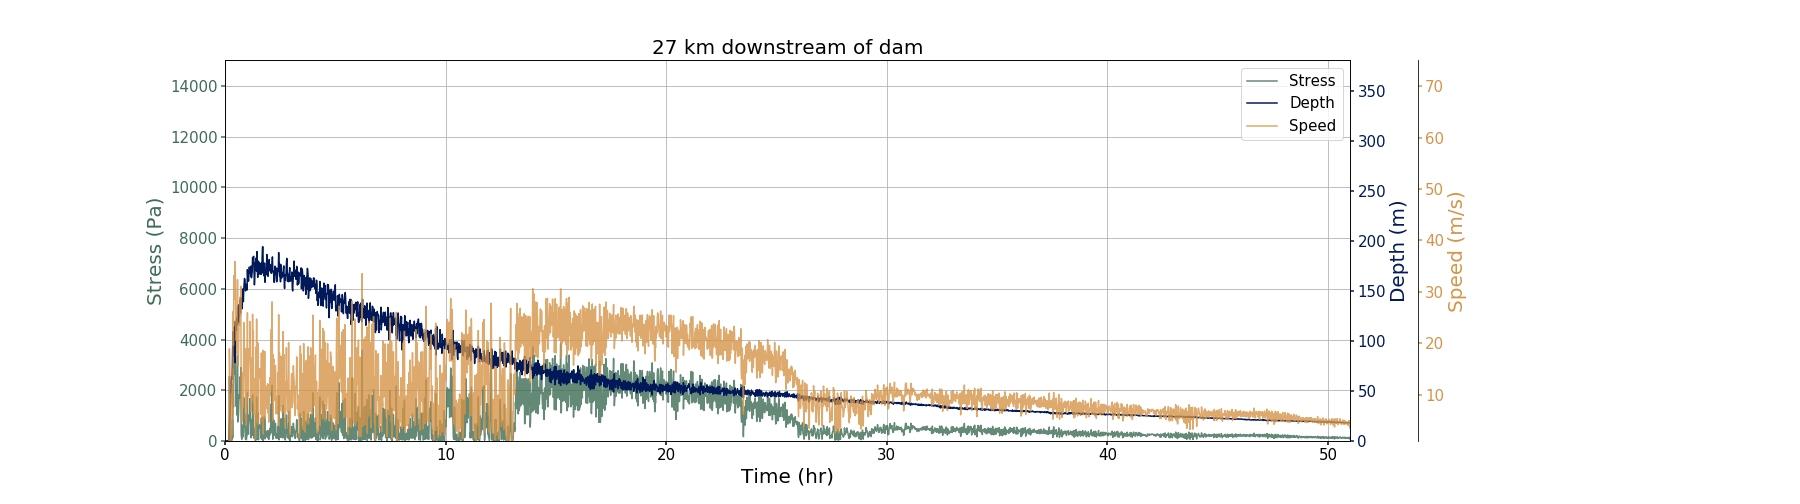 27 km downstream of dam
Stress
Depth
Speed
14000
12000
10000
8000
6000
4000
2000
0
Stress (Pa)
350
300
250
200
150
100
50
0
Depth (m)
70
60
50
40
30
20
10
Speed (m/s)
0 10 20 30 40 50
Time (hr)